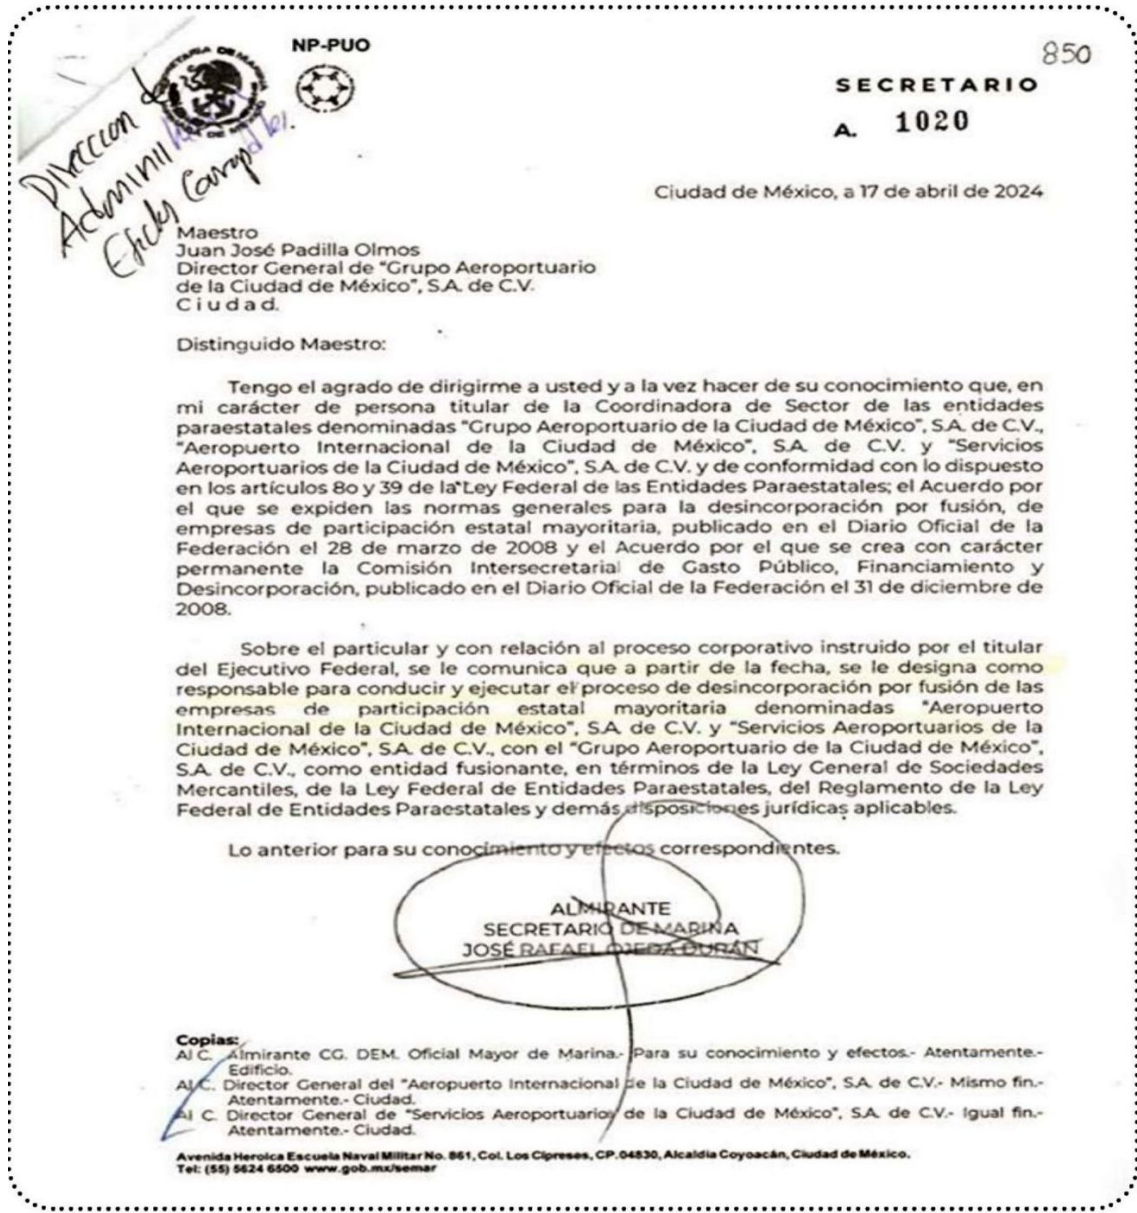 NP-PUO
850
SECRETARIO
A. 1020
Dirección de
Ciudad de México, a 17 de abril de 2024
Maestro
Juan José Padilla Olmos
Director General de "Grupo Aeroportuario
de la Ciudad de México", S.A. de C.V.
Ciudad.
Distinguido Maestro:
Tengo el agrado de dirigirme a usted y a la vez hacer de su conocimiento que, en
mi carácter de persona titular de la Coordinadora de Sector de las entidades
paraestatales denominadas "Grupo Aeroportuario de la Ciudad de México", S.A. de C.V.,
"Aeropuerto Internacional de la Ciudad de México", S.A. de C.V. y "Servicios
Aeroportuarios de la Ciudad de México", S.A. de C.V. y de conformidad con lo dispuesto
en los artículos 8o y 39 de la Ley Federal de las Entidades Paraestatales; el Acuerdo por
el que se expiden las normas generales para la desincorporación por fusión, de
empresas de participación estatal mayoritaria, publicado en el Diario Oficial de la
Federación el 28 de marzo de 2008 y el Acuerdo por el que se crea con carácter
permanente la Comisión Intersecretarial de Gasto Público, Financiamiento y
Desincorporación, publicado en el Diario Oficial de la Federación el 31 de diciembre de
2008.
Sobre el particular y con relación al proceso corporativo instruido por el titular
del Ejecutivo Federal, se le comunica que a partir de la fecha, se le designa como
responsable para conducir y ejecutar el proceso de desincorporación por fusión de las
empresas de participación estatal mayoritaria denominadas "Aeropuerto
Internacional de la Ciudad de México", S.A. de C.V. y "Servicios Aeroportuarios de la
Ciudad de México", S.A. de C.V., con el "Grupo Aeroportuario de la Ciudad de México",
S.A. de C.V., como entidad fusionante, en términos de la Ley General de Sociedades
Mercantiles, de la Ley Federal de Entidades Paraestatales, del Reglamento de la Ley
Federal de Entidades Paraestatales y demás disposiciones jurídicas aplicables.
Lo anterior para su conocimiento y efectos correspondientes.
ALMIRANTE
SECRETARIO DE MARINA
JOSÉ RAFAEL OJEDA DURÁN
Copias:
Al C. Almirante CG. DEM. Oficial Mayor de Marina.- Para su conocimiento y efectos.- Atentamente.-
Edificio.
Al C. Director General del "Aeropuerto Internacional de la Ciudad de México", S.A. de C.V.- Mismo fin.-
Atentamente.- Ciudad.
Al C. Director General de "Servicios Aeroportuarios de la Ciudad de México", S.A. de C.V.- Igual fin.-
Atentamente.- Ciudad.
Avenida Heroica Escuela Naval Militar No. 861, Col. Los Cipreses, CP.04830, Alcaldía Coyoacán, Ciudad de México.
Tel: (55) 5624 6500 www.gob.mx/semar